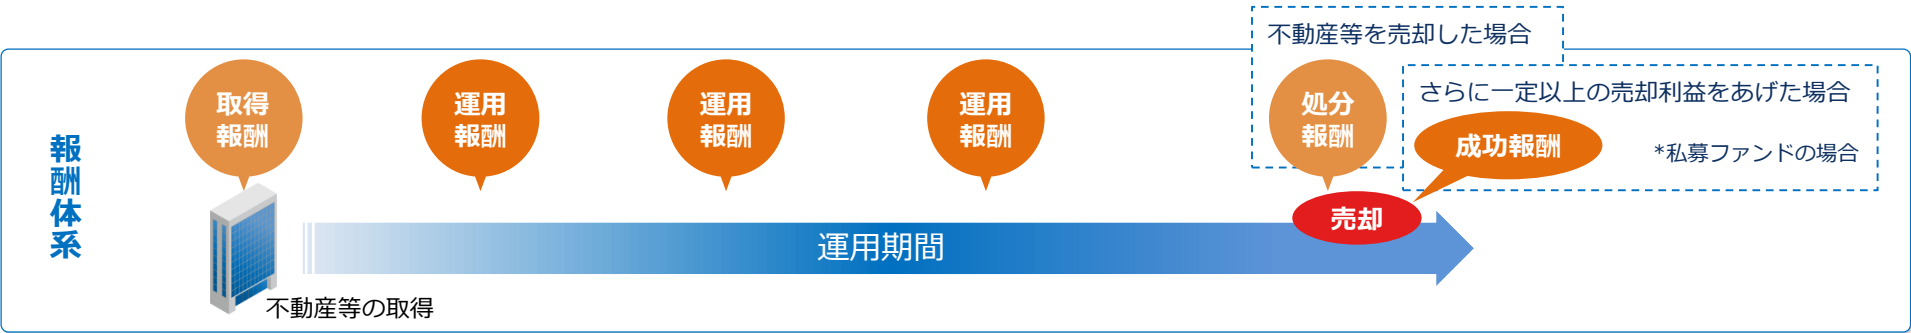 不動産等を売却した場合
さらに一定以上の売却利益をあげた場合
取得
報酬
運用
報酬
運用
報酬
運用
報酬
処分
報酬
成功報酬
*私募ファンドの場合
報酬体系
売却
運用期間
不動産等の取得